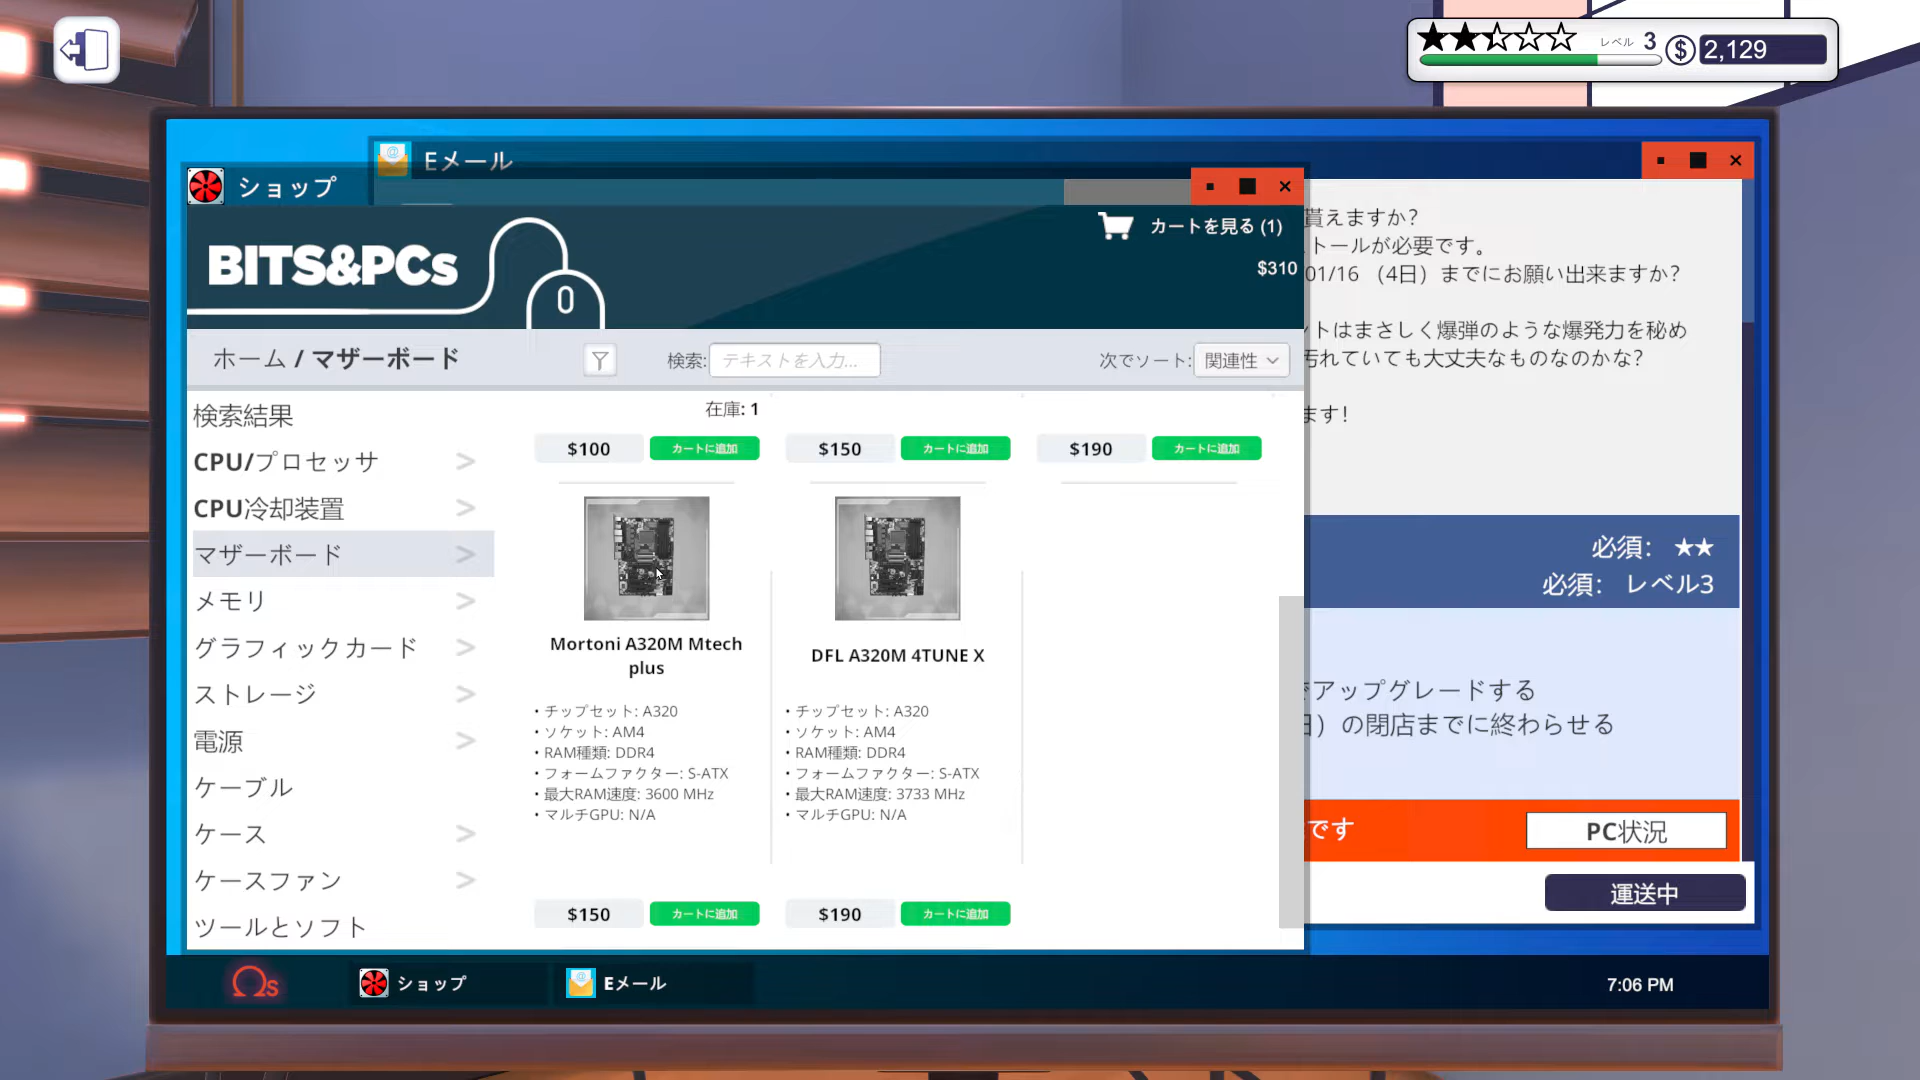 レベル 3
2,129
Eメール
ショップ
BITS&PCs
カートを見る (1)
$310
貰えますか?
トールが必要です。
01/16 （4日）までにお願い出来ますか?
ホーム / マザーボード
検索:
テキストを入力...
次でソート:
関連性
トはまさしく爆弾のような爆発力を秘め
汚れていても大丈夫なものなのかな?
ます!
検索結果
CPU/プロセッサ
CPU冷却装置
マザーボード
メモリ
グラフィックカード
ストレージ
電源
ケーブル
ケース
ケースファン
ツールとソフト
在庫: 1
$100
カートに追加
$150
カートに追加
$190
カートに追加
Mortoni A320M Mtech
plus
• チップセット: A320
• ソケット: AM4
• RAM種類: DDR4
• フォームファクター: S-ATX
• 最大RAM速度: 3600 MHz
• マルチGPU: N/A
$150
カートに追加
DFL A320M 4TUNE X
• チップセット: A320
• ソケット: AM4
• RAM種類: DDR4
• フォームファクター: S-ATX
• 最大RAM速度: 3733 MHz
• マルチGPU: N/A
$190
カートに追加
必須: ★★
必須: レベル3
アップグレードする
日）の閉店までに終わらせる
です
PC状況
運送中
Ωs
ショップ
Eメール
7:06 PM